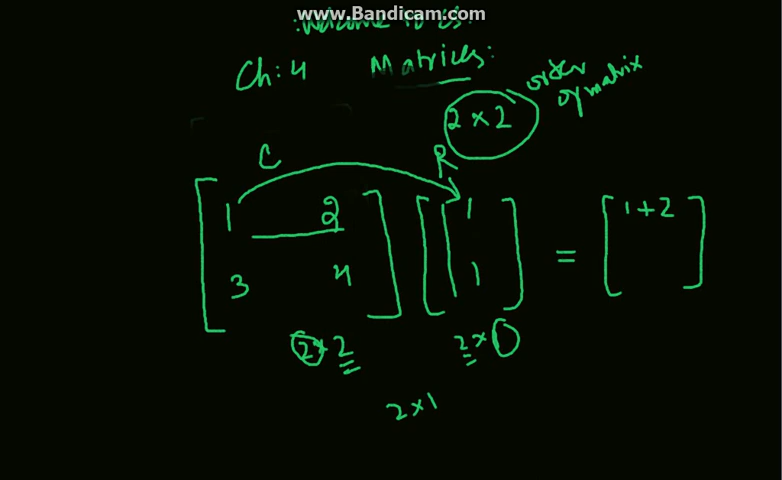 www.Bandicam.com
Ch:4 Matrices:
order of matrix
2 × 2
C R
[1 2 3 4] [1 1] = [1 + 2]
2 × 2 2 × 1
2 × 1